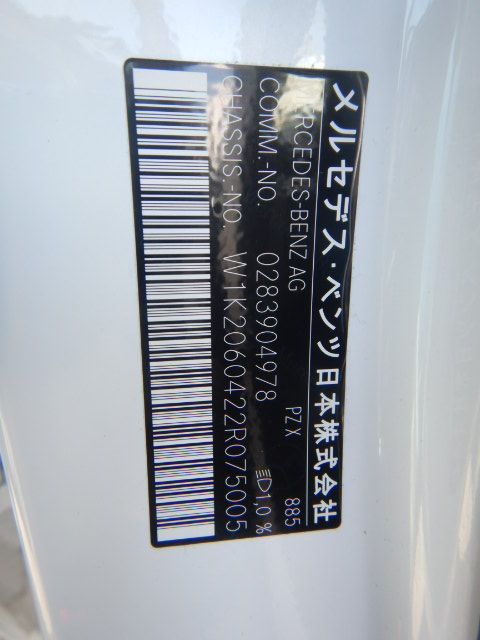 メルセデス・ベンツ日本株式会社
MERCEDES-BENZ AG PZX 885
COMM.-NO. 0283904978 1,0%
CHASSIS.-NO. W1K2060422R075005